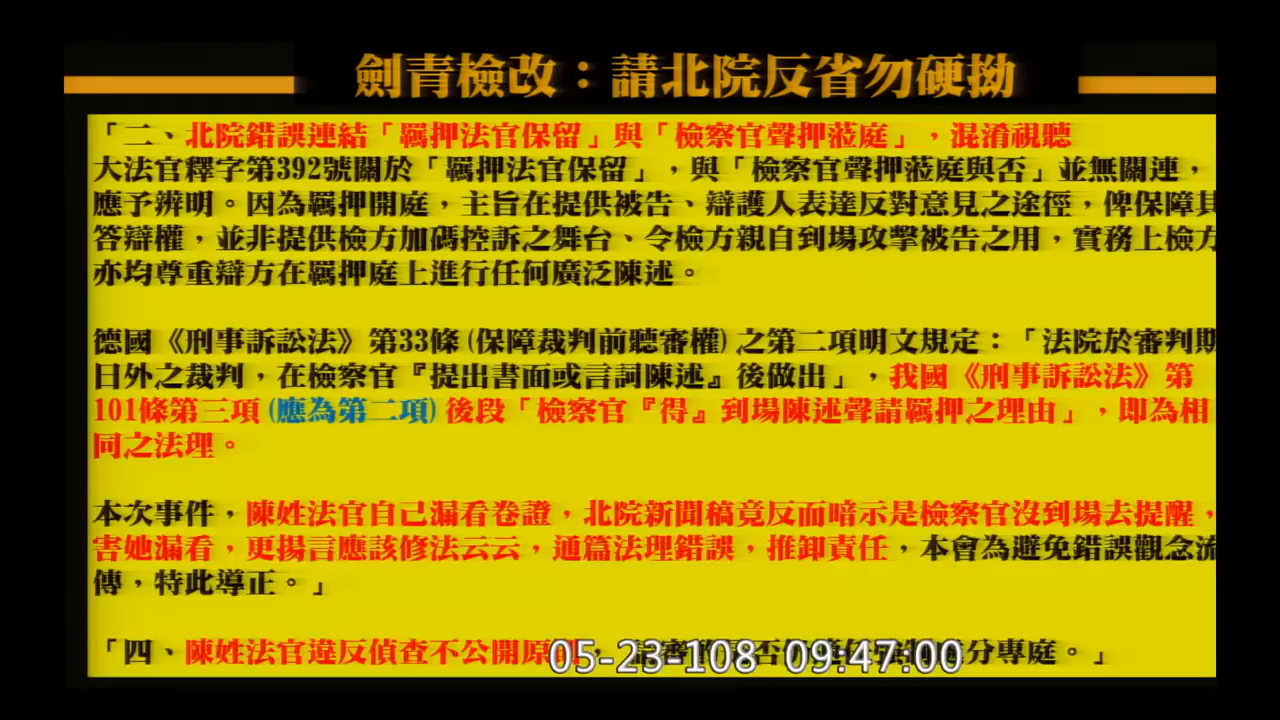 劍青檢改：請北院反省勿硬拗
「二、北院錯誤連結「羈押法官保留」與「檢察官聲押蒞庭」，混淆視聽
大法官釋字第392號關於「羈押法官保留」，與「檢察官聲押蒞庭與否」並無關連，
應予辨明。因為羈押開庭，主旨在提供被告、辯護人表達反對意見之途徑，俾保障其
答辯權，並非提供檢方加碼控訴之舞台、令檢方親自到場攻擊被告之用，實務上檢方
亦均尊重辯方在羈押庭上進行任何廣泛陳述。
德國《刑事訴訟法》第33條(保障裁判前聽審權)之第二項明文規定：「法院於審判期
日外之裁判，在檢察官『提出書面或言詞陳述』後做出」，我國《刑事訴訟法》第
101條第三項(應為第二項)後段「檢察官『得』到場陳述聲請羈押之理由」，即為相
同之法理。
本次事件，陳姓法官自己漏看卷證，北院新聞稿竟反而暗示是檢察官沒到場去提醒，
害她漏看，更揚言應該修法云云，通篇法理錯誤，推卸責任，本會為避免錯誤觀念流
傳，特此導正。」
「四、陳姓法官違反偵查不公開原 分專庭。」
05-23-108 09:47:00